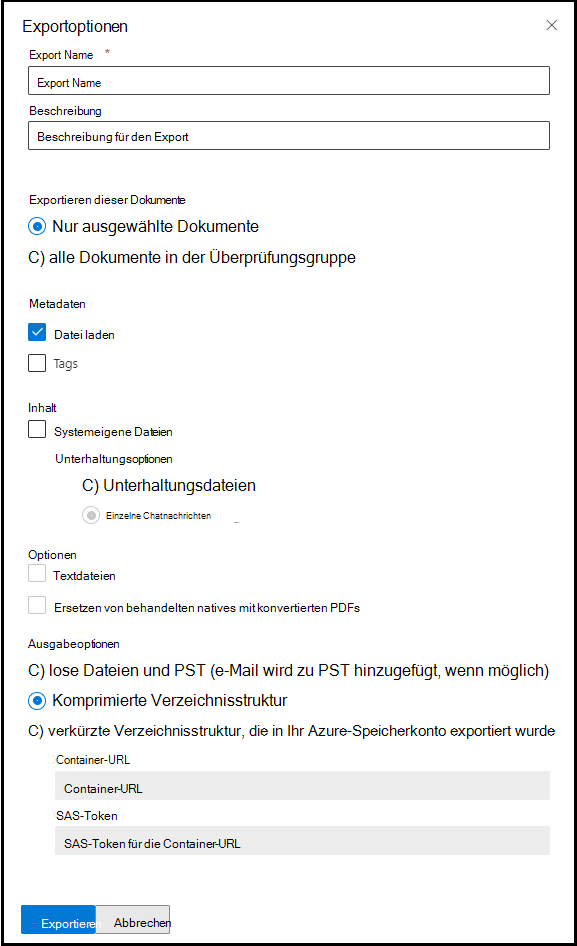 Exportoptionen
Export Name *
Export Name
Beschreibung
Beschreibung für den Export
Exportieren dieser Dokumente
Nur ausgewählte Dokumente
C) alle Dokumente in der Überprüfungsgruppe
Metadaten
Datei laden
Tags
Inhalt
Systemeigene Dateien
Unterhaltungsoptionen
C) Unterhaltungsdateien
Einzelne Chatnachrichten _
Optionen
Textdateien
Ersetzen von behandelten natives mit konvertierten PDFs
Ausgabeoptionen
C) lose Dateien und PST (e-Mail wird zu PST hinzugefügt, wenn möglich)
Komprimierte Verzeichnisstruktur
C) verkürzte Verzeichnisstruktur, die in Ihr Azure-Speicherkonto exportiert wurde
Container-URL
Container-URL
SAS-Token
SAS-Token für die Container-URL
Exportieren Abbrechen